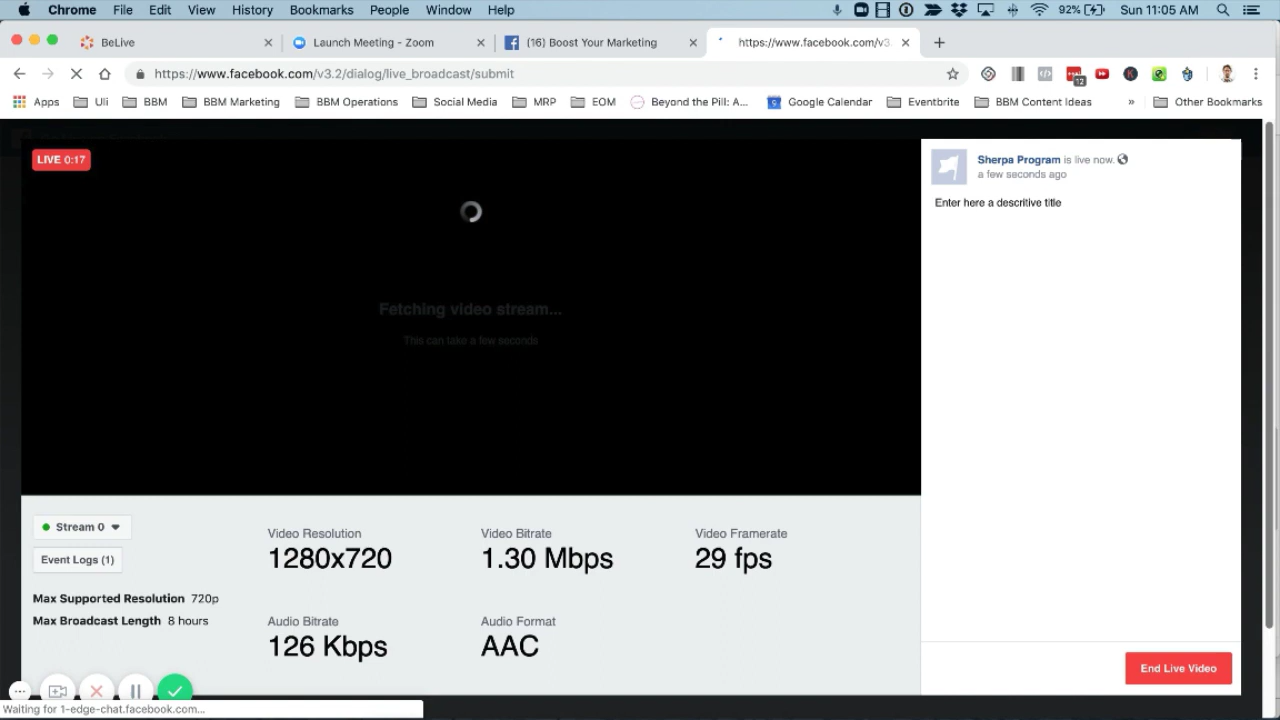 Chrome File Edit View History Bookmarks People Window Help 92% Sun 11:05 AM
BeLive Launch Meeting - Zoom (16) Boost Your Marketing https://www.facebook.com/v3.
https://www.facebook.com/v3.2/dialog/live_broadcast/submit 12
Apps Uli BBM BBM Marketing BBM Operations Social Media MRP EOM Beyond the Pill: A... Google Calendar Eventbrite BBM Content Ideas » Other Bookmarks
LIVE 0:17
Sherpa Program is live now.
a few seconds ago
Enter here a descritive title
Fetching video stream...
This can take a few seconds
Stream 0
Event Logs (1)
Max Supported Resolution 720p
Max Broadcast Length 8 hours
Video Resolution
1280x720
Video Bitrate
1.30 Mbps
Video Framerate
29 fps
Audio Bitrate
126 Kbps
Audio Format
AAC
End Live Video
Waiting for 1-edge-chat.facebook.com...